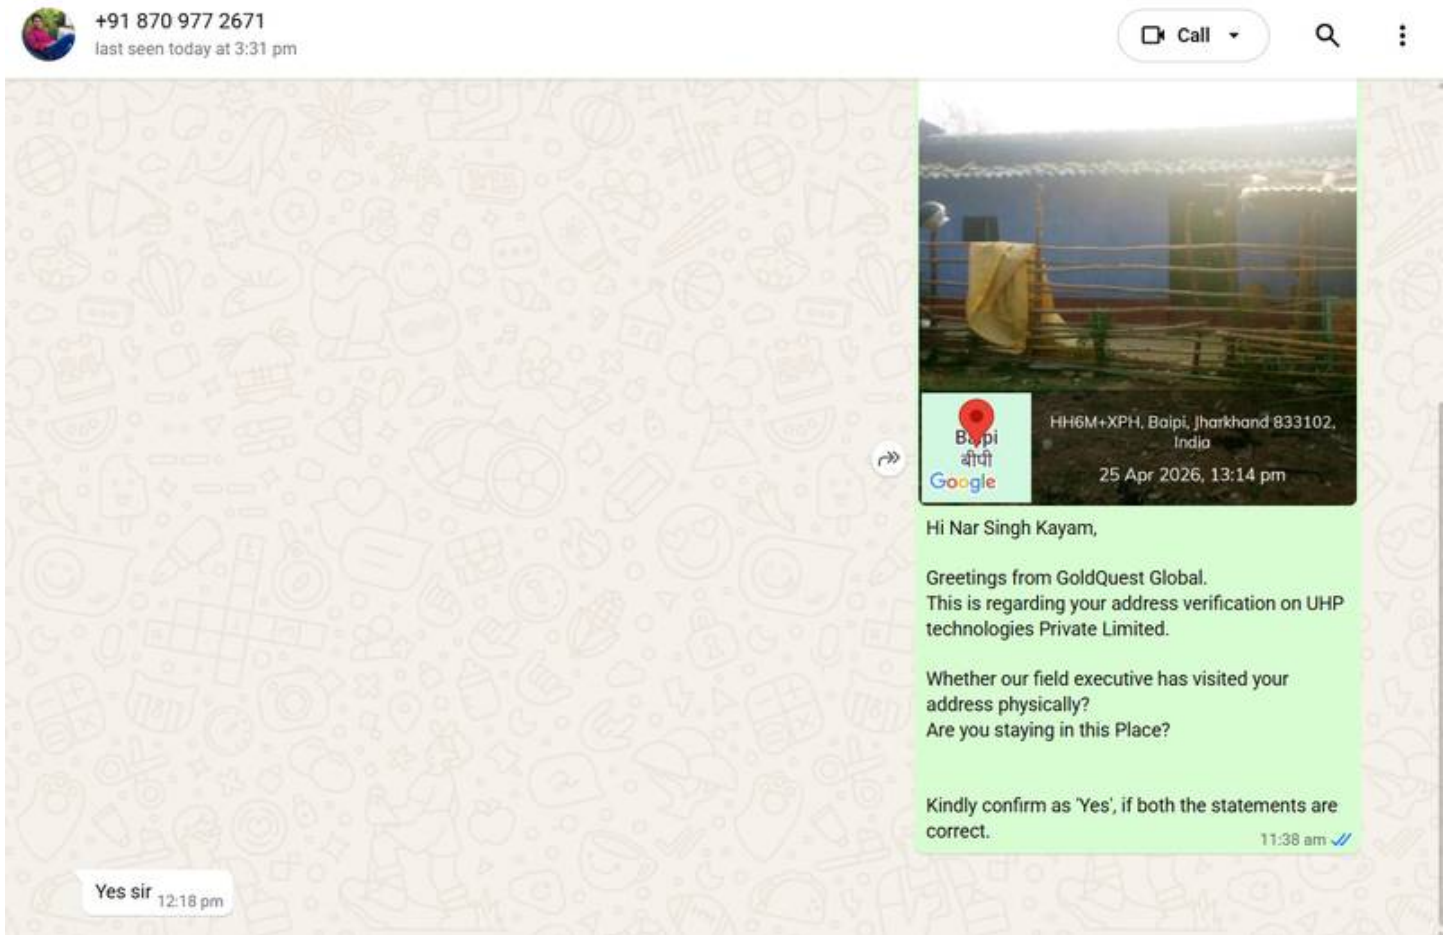 +91 870 977 2671
last seen today at 3:31 pm
Call
Baipi
बीपी
Google
HH6M+XPH, Baipi, Jharkhand 833102,
India
25 Apr 2026, 13:14 pm
Hi Nar Singh Kayam,
Greetings from GoldQuest Global.
This is regarding your address verification on UHP
technologies Private Limited.
Whether our field executive has visited your
address physically?
Are you staying in this Place?
Kindly confirm as 'Yes', if both the statements are
correct.
11:38 am
Yes sir
12:18 pm